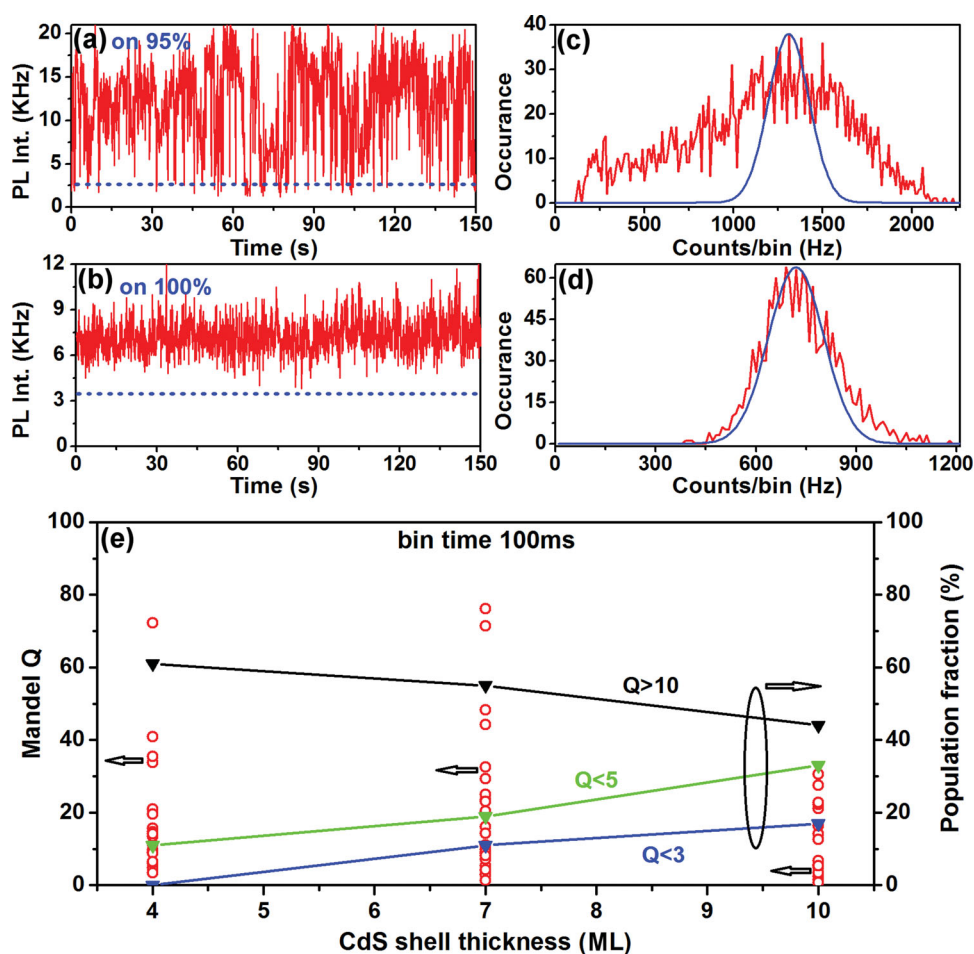 (a) on 95%
20
15
10
5
0
PL Int. (KHz)
0 30 60 90 120 150
Time (s)
(c)
40
30
20
10
0
Occurance
0 500 1000 1500 2000
Counts/bin (Hz)
(b) on 100%
12
9
6
3
0
PL Int. (KHz)
0 30 60 90 120 150
Time (s)
(d)
60
45
30
15
0
Occurance
0 300 600 900 1200
Counts/bin (Hz)
(e) bin time 100ms
100
80
60
40
20
0
Mandel Q
Q>10
Q<5
Q<3
100
80
60
40
20
0
Population fraction (%)
4 5 6 7 8 9 10
CdS shell thickness (ML)